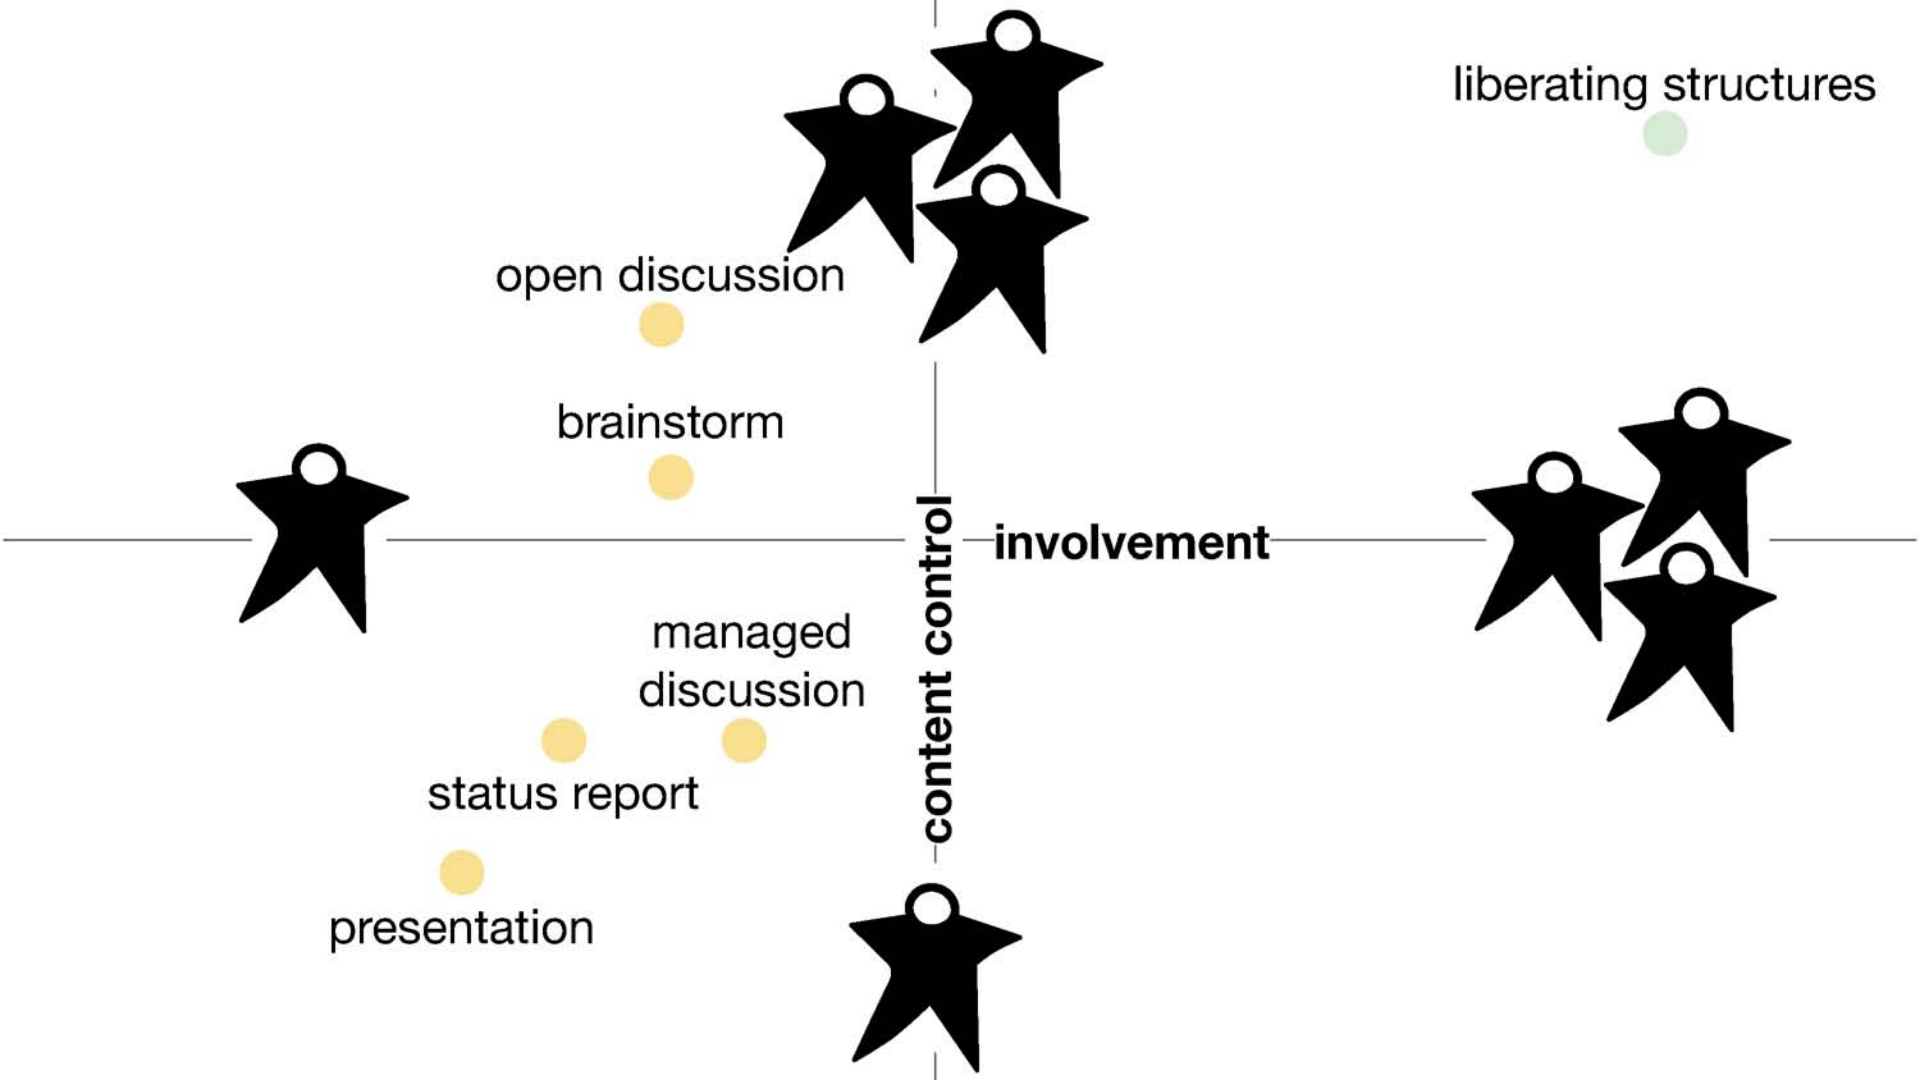 liberating structures
open discussion
brainstorm
content control
involvement
managed
discussion
status report
presentation